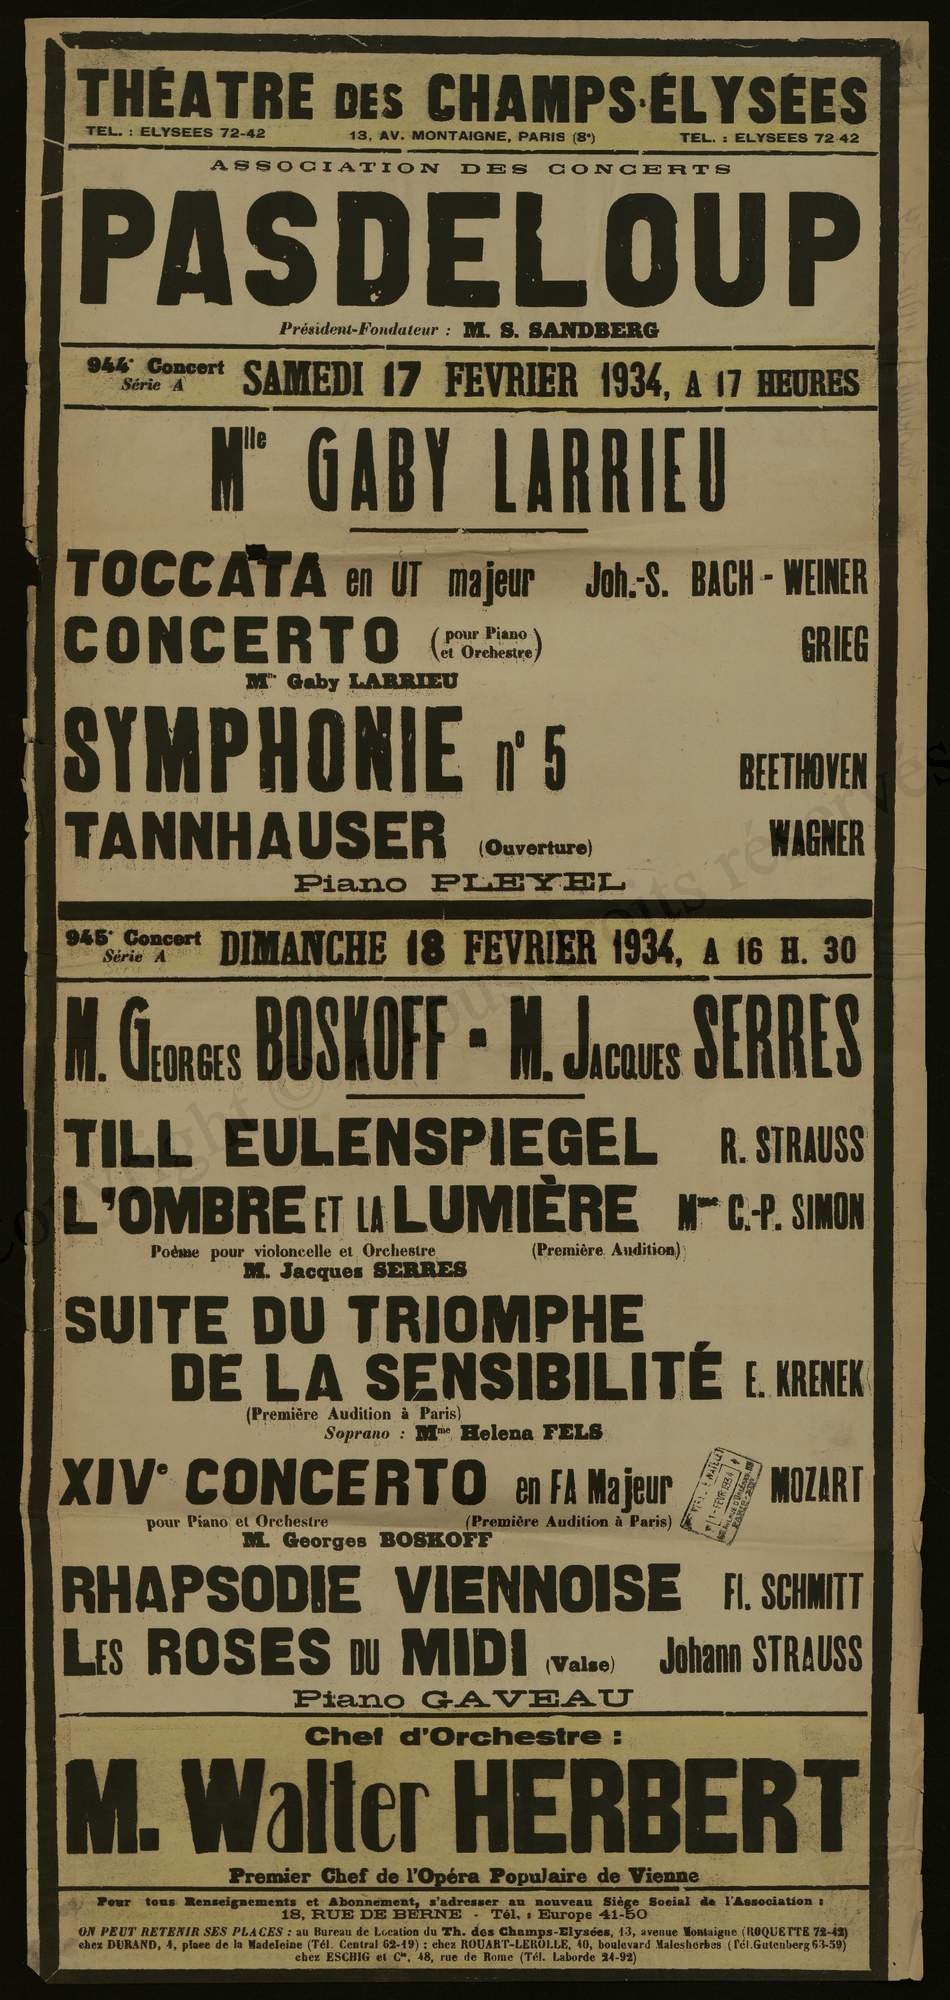 THÉATRE DES CHAMPS-ÉLYSÉES
TEL. : ELYSEES 72-42 13, AV. MONTAIGNE, PARIS (8e) TEL. : ELYSEES 72-42
ASSOCIATION DES CONCERTS
PASDELOUP
Président-Fondateur : M. S. SANDBERG
944e Concert
Série A
SAMEDI 17 FEVRIER 1934, A 17 HEURES
Mlle GABY LARRIEU
TOCCATA en UT majeur Joh.-S. BACH - WEINER
CONCERTO (pour Piano et Orchestre) GRIEG
Mlle Gaby LARRIEU
SYMPHONIE n° 5 BEETHOVEN
TANNHAUSER (Ouverture) WAGNER
Piano PLEYEL
945e Concert
Série A
DIMANCHE 18 FEVRIER 1934, A 16 H. 30
M. GEORGES BOSKOFF - M. JACQUES SERRES
TILL EULENSPIEGEL R. STRAUSS
L'OMBRE ET LA LUMIÈRE Mme C.-P. SIMON
Poème pour violoncelle et Orchestre (Première Audition)
M. Jacques SERRES
SUITE DU TRIOMPHE
DE LA SENSIBILITÉ E. KRENEK
(Première Audition à Paris)
Soprano : Mme Helena FELS
XIVe CONCERTO en FA Majeur MOZART
pour Piano et Orchestre (Première Audition à Paris)
M. Georges BOSKOFF
RHAPSODIE VIENNOISE Fl. SCHMITT
LES ROSES DU MIDI (Valse) Johann STRAUSS
Piano GAVEAU
Chef d'Orchestre :
M. Walter HERBERT
Premier Chef de l'Opéra Populaire de Vienne
Pour tous Renseignements et Abonnement, s'adresser au nouveau Siège Social de l'Association :
18, RUE DE BERNE - Tél. : Europe 41-50
ON PEUT RETENIR SES PLACES : au Bureau de Location du Th. des Champs-Elysées, 13, avenue Montaigne (ROQUETTE 72-42)
chez DURAND, 4, place de la Madeleine (Tél. Central 62-19) ; chez ROUART-LEROLLE, 40, boulevard Malesherbes (Tél. Gutenberg 63-59)
chez ESCHIG et Cie, 48, rue de Rome (Tél. Laborde 24-92)
Copyright © - Tous droits réservés